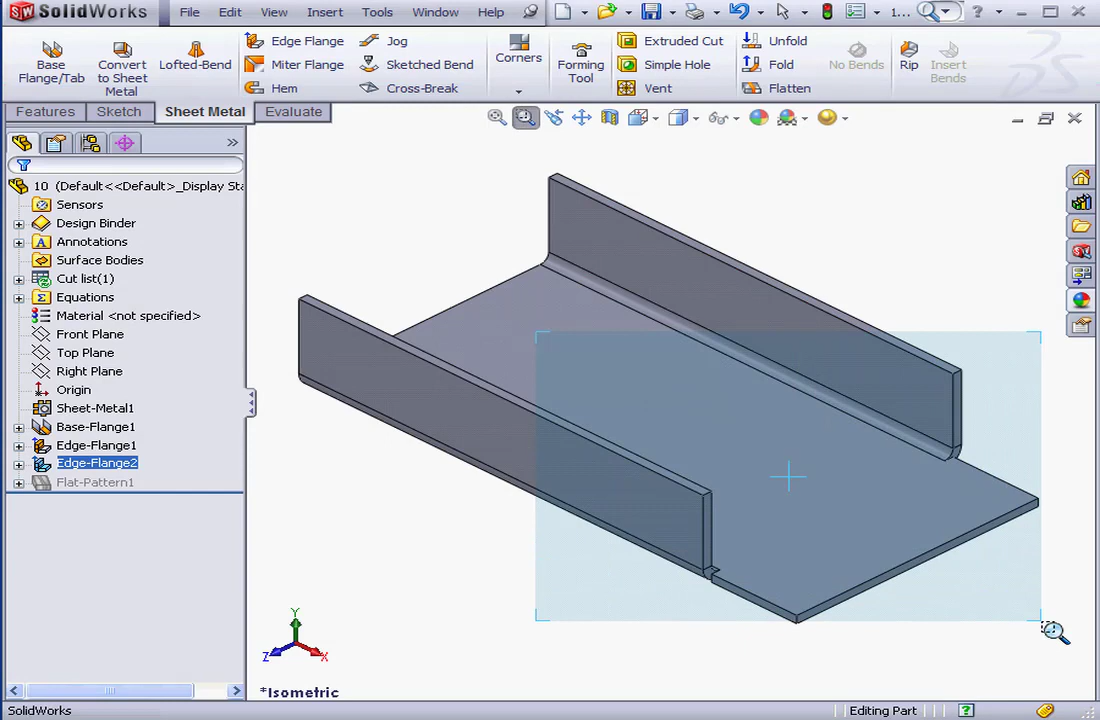 SolidWorks File Edit View Insert Tools Window Help 1... ?
Base Flange/Tab
Convert to Sheet Metal
Lofted-Bend
Edge Flange
Miter Flange
Hem
Jog
Sketched Bend
Cross-Break
Corners
Forming Tool
Extruded Cut
Simple Hole
Vent
Unfold
Fold
Flatten
No Bends
Rip
Insert Bends
Features Sketch Sheet Metal Evaluate
10 (Default<<Default>_Display Sta
Sensors
Design Binder
Annotations
Surface Bodies
Cut list(1)
Equations
Material <not specified>
Front Plane
Top Plane
Right Plane
Origin
Sheet-Metal1
Base-Flange1
Edge-Flange1
Edge-Flange2
Flat-Pattern1
Y
Z
X
*Isometric
SolidWorks Editing Part